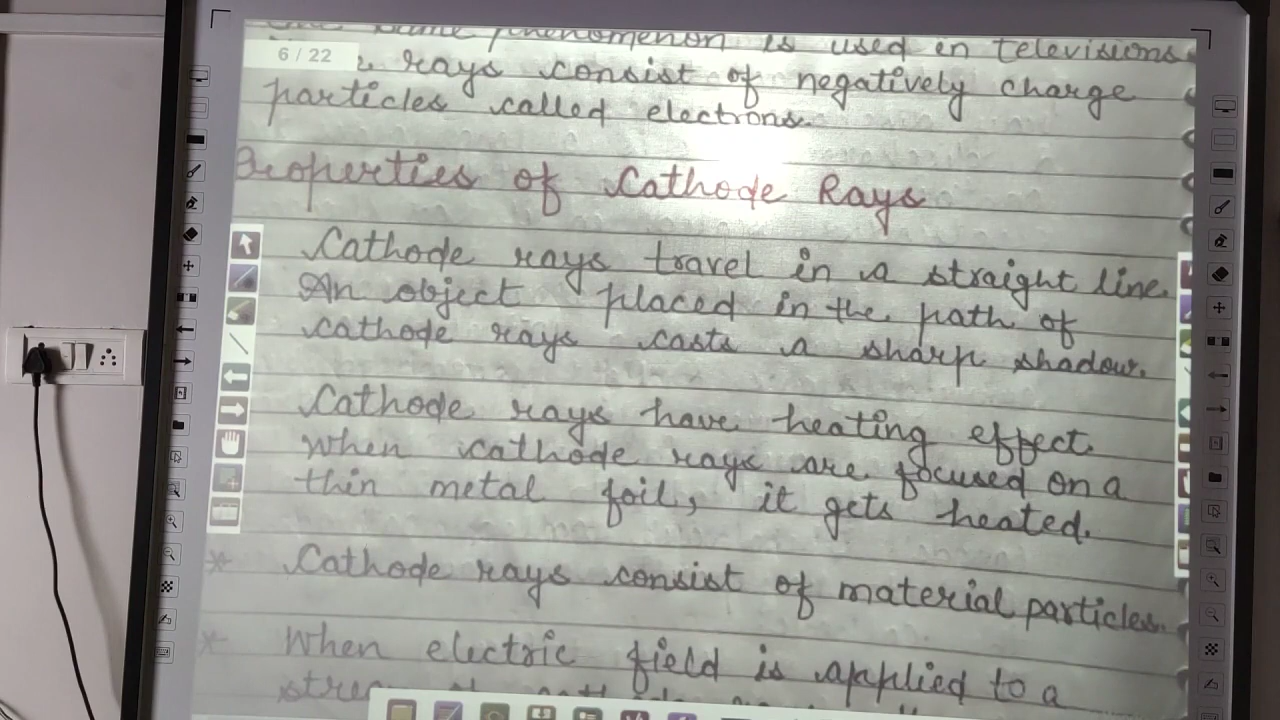 same phenomenon is used in televisions
6 / 22
rays consist of negatively charge
particles called electrons.
Properties of Cathode Rays
Cathode rays travel in a straight line.
An object placed in the path of
cathode rays casts a sharp shadow.
Cathode rays have heating effect.
When cathode rays are focused on a
thin metal foil, it gets heated.
* Cathode rays consist of material particles.
* When electric field is applied to a